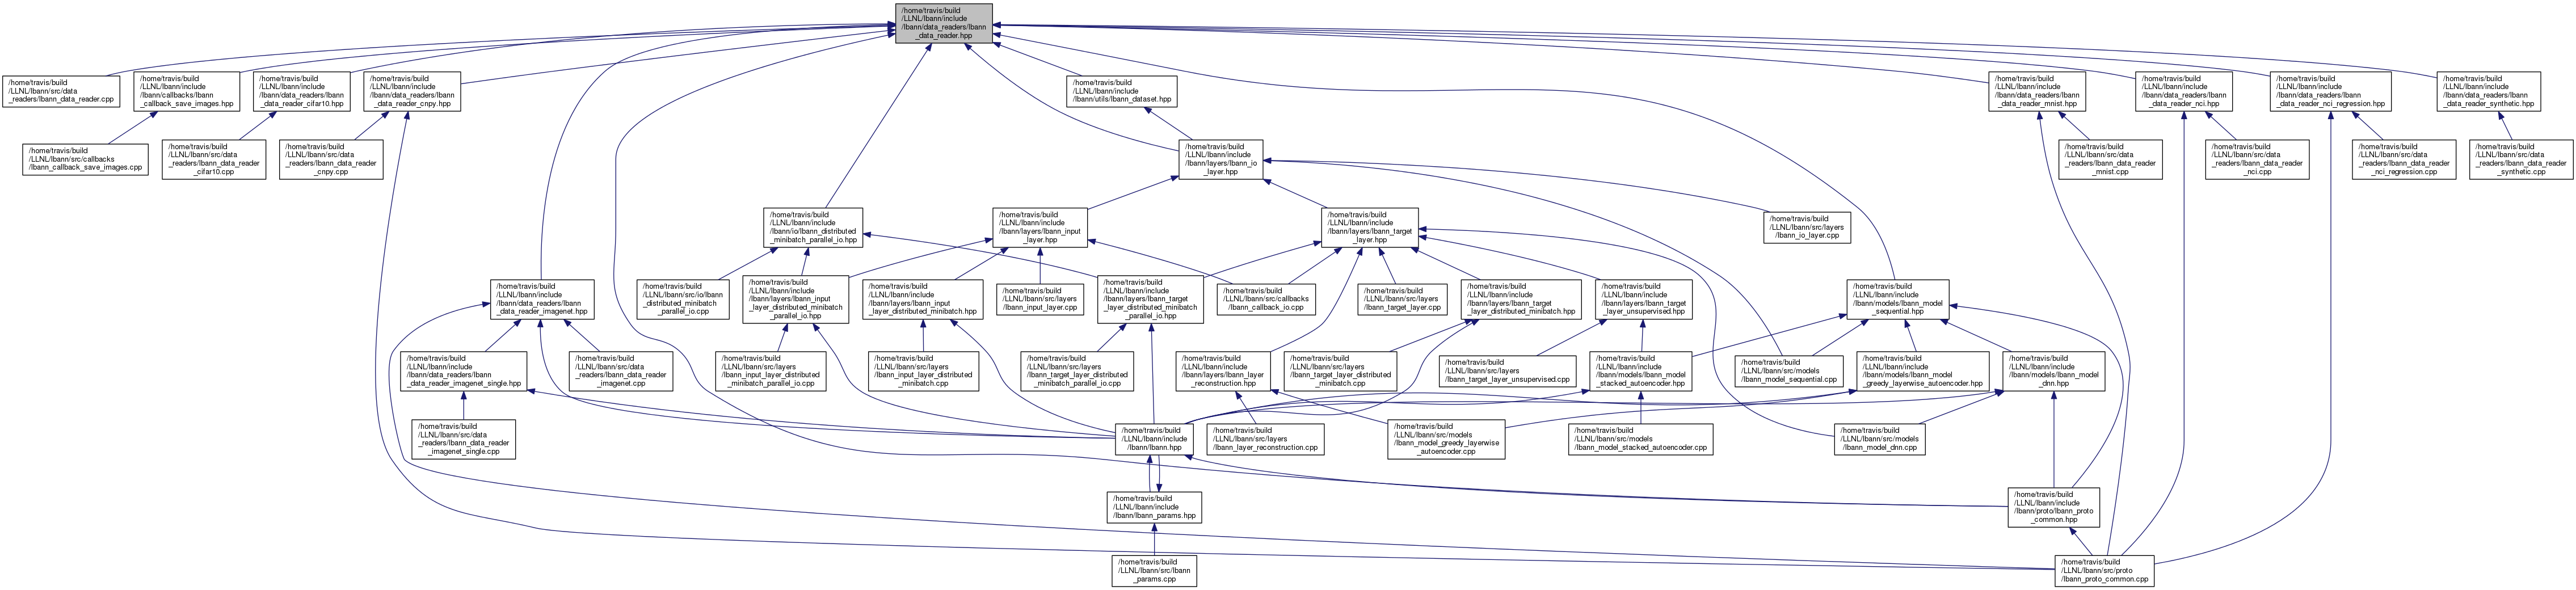 /home/travis/build
/LLNL/lbann/include
/lbann/data_readers/lbann
_data_reader.hpp
/home/travis/build
/LLNL/lbann/src/data
_readers/lbann_data_reader.cpp
/home/travis/build
/LLNL/lbann/include
/lbann/callbacks/lbann
_callback_save_images.hpp
/home/travis/build
/LLNL/lbann/include
/lbann/data_readers/lbann
_data_reader_cifar10.hpp
/home/travis/build
/LLNL/lbann/include
/lbann/data_readers/lbann
_data_reader_cnpy.hpp
/home/travis/build
/LLNL/lbann/include
/lbann/utils/lbann_dataset.hpp
/home/travis/build
/LLNL/lbann/include
/lbann/data_readers/lbann
_data_reader_mnist.hpp
/home/travis/build
/LLNL/lbann/include
/lbann/data_readers/lbann
_data_reader_nci.hpp
/home/travis/build
/LLNL/lbann/include
/lbann/data_readers/lbann
_data_reader_nci_regression.hpp
/home/travis/build
/LLNL/lbann/include
/lbann/data_readers/lbann
_data_reader_synthetic.hpp
/home/travis/build
/LLNL/lbann/src/callbacks
/lbann_callback_save_images.cpp
/home/travis/build
/LLNL/lbann/src/data
_readers/lbann_data_reader
_cifar10.cpp
/home/travis/build
/LLNL/lbann/src/data
_readers/lbann_data_reader
_cnpy.cpp
/home/travis/build
/LLNL/lbann/include
/lbann/layers/lbann_io
_layer.hpp
/home/travis/build
/LLNL/lbann/src/data
_readers/lbann_data_reader
_mnist.cpp
/home/travis/build
/LLNL/lbann/src/data
_readers/lbann_data_reader
_nci.cpp
/home/travis/build
/LLNL/lbann/src/data
_readers/lbann_data_reader
_nci_regression.cpp
/home/travis/build
/LLNL/lbann/src/data
_readers/lbann_data_reader
_synthetic.cpp
/home/travis/build
/LLNL/lbann/include
/lbann/io/lbann_distributed
_minibatch_parallel_io.hpp
/home/travis/build
/LLNL/lbann/include
/lbann/layers/lbann_input
_layer.hpp
/home/travis/build
/LLNL/lbann/include
/lbann/layers/lbann_target
_layer.hpp
/home/travis/build
/LLNL/lbann/src/layers
/lbann_io_layer.cpp
/home/travis/build
/LLNL/lbann/include
/lbann/data_readers/lbann
_data_reader_imagenet.hpp
/home/travis/build
/LLNL/lbann/src/io/lbann
_distributed_minibatch
_parallel_io.cpp
/home/travis/build
/LLNL/lbann/include
/lbann/layers/lbann_input
_layer_distributed_minibatch
_parallel_io.hpp
/home/travis/build
/LLNL/lbann/include
/lbann/layers/lbann_input
_layer_distributed_minibatch.hpp
/home/travis/build
/LLNL/lbann/src/layers
/lbann_input_layer.cpp
/home/travis/build
/LLNL/lbann/include
/lbann/layers/lbann_target
_layer_distributed_minibatch
_parallel_io.hpp
/home/travis/build
/LLNL/lbann/src/callbacks
/lbann_callback_io.cpp
/home/travis/build
/LLNL/lbann/src/layers
/lbann_target_layer.cpp
/home/travis/build
/LLNL/lbann/include
/lbann/layers/lbann_target
_layer_distributed_minibatch.hpp
/home/travis/build
/LLNL/lbann/include
/lbann/layers/lbann_target
_layer_unsupervised.hpp
/home/travis/build
/LLNL/lbann/include
/lbann/models/lbann_model
_sequential.hpp
/home/travis/build
/LLNL/lbann/include
/lbann/data_readers/lbann
_data_reader_imagenet_single.hpp
/home/travis/build
/LLNL/lbann/src/data
_readers/lbann_data_reader
_imagenet.cpp
/home/travis/build
/LLNL/lbann/src/layers
/lbann_input_layer_distributed
_minibatch_parallel_io.cpp
/home/travis/build
/LLNL/lbann/src/layers
/lbann_input_layer_distributed
_minibatch.cpp
/home/travis/build
/LLNL/lbann/src/layers
/lbann_target_layer_distributed
_minibatch_parallel_io.cpp
/home/travis/build
/LLNL/lbann/include
/lbann/layers/lbann_layer
_reconstruction.hpp
/home/travis/build
/LLNL/lbann/src/layers
/lbann_target_layer_distributed
_minibatch.cpp
/home/travis/build
/LLNL/lbann/src/layers
/lbann_target_layer_unsupervised.cpp
/home/travis/build
/LLNL/lbann/include
/lbann/models/lbann_model
_stacked_autoencoder.hpp
/home/travis/build
/LLNL/lbann/src/models
/lbann_model_sequential.cpp
/home/travis/build
/LLNL/lbann/include
/lbann/models/lbann_model
_greedy_layerwise_autoencoder.hpp
/home/travis/build
/LLNL/lbann/include
/lbann/models/lbann_model
_dnn.hpp
/home/travis/build
/LLNL/lbann/src/data
_readers/lbann_data_reader
_imagenet_single.cpp
/home/travis/build
/LLNL/lbann/include
/lbann/lbann.hpp
/home/travis/build
/LLNL/lbann/src/layers
/lbann_layer_reconstruction.cpp
/home/travis/build
/LLNL/lbann/src/models
/lbann_model_greedy_layerwise
_autoencoder.cpp
/home/travis/build
/LLNL/lbann/src/models
/lbann_model_stacked_autoencoder.cpp
/home/travis/build
/LLNL/lbann/src/models
/lbann_model_dnn.cpp
/home/travis/build
/LLNL/lbann/include
/lbann/lbann_params.hpp
/home/travis/build
/LLNL/lbann/include
/lbann/proto/lbann_proto
_common.hpp
/home/travis/build
/LLNL/lbann/src/lbann
_params.cpp
/home/travis/build
/LLNL/lbann/src/proto
/lbann_proto_common.cpp